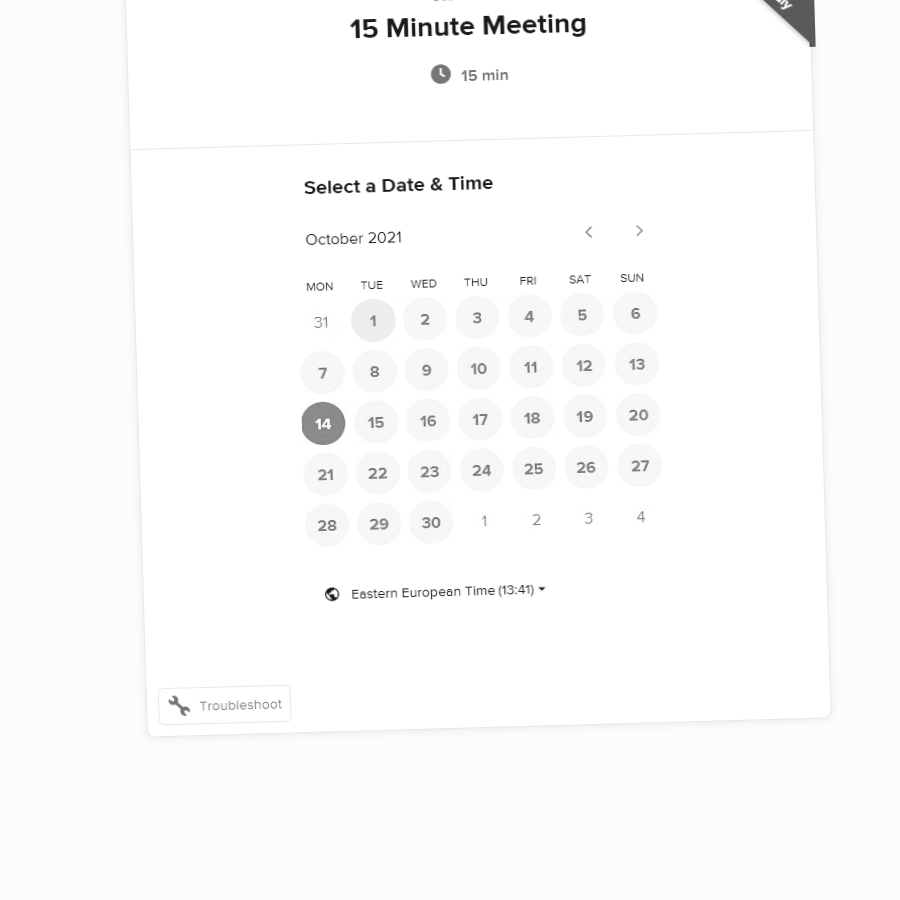 15 Minute Meeting
15 min
Select a Date & Time
October 2021
MON TUE WED THU FRI SAT SUN
31 1 2 3 4 5 6
7 8 9 10 11 12 13
14 15 16 17 18 19 20
21 22 23 24 25 26 27
28 29 30 1 2 3 4
Eastern European Time (13:41)
Troubleshoot